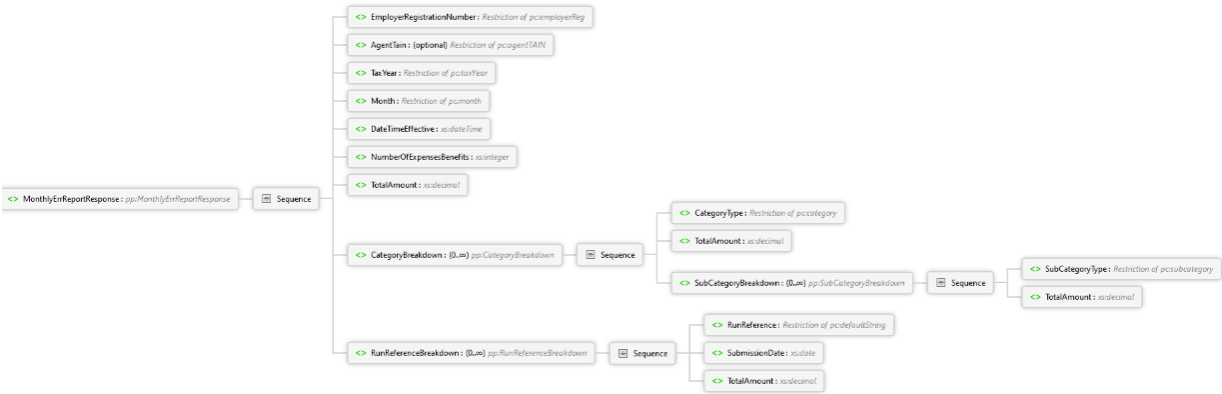 <> EmployerRegistrationNumber : Restriction of pc:employerReg
<> AgentTain : (optional) Restriction of pc:agentTAIN
<> TaxYear : Restriction of pc:taxYear
<> Month : Restriction of pc:month
<> DateTimeEffective : xs:dateTime
<> NumberOfExpensesBenefits : xs:integer
<> TotalAmount : xs:decimal
<> MonthlyErrReportResponse : pp:MonthlyErrReportResponse
Sequence
<> CategoryBreakdown : (0..∞) pp:CategoryBreakdown
Sequence
<> CategoryType : Restriction of pc:category
<> TotalAmount : xs:decimal
<> SubCategoryBreakdown : (0..∞) pp:SubCategoryBreakdown
Sequence
<> SubCategoryType : Restriction of pc:subcategory
<> TotalAmount : xs:decimal
<> RunReferenceBreakdown : (0..∞) pp:RunReferenceBreakdown
Sequence
<> RunReference : Restriction of pc:defaultString
<> SubmissionDate : xs:date
<> TotalAmount : xs:decimal